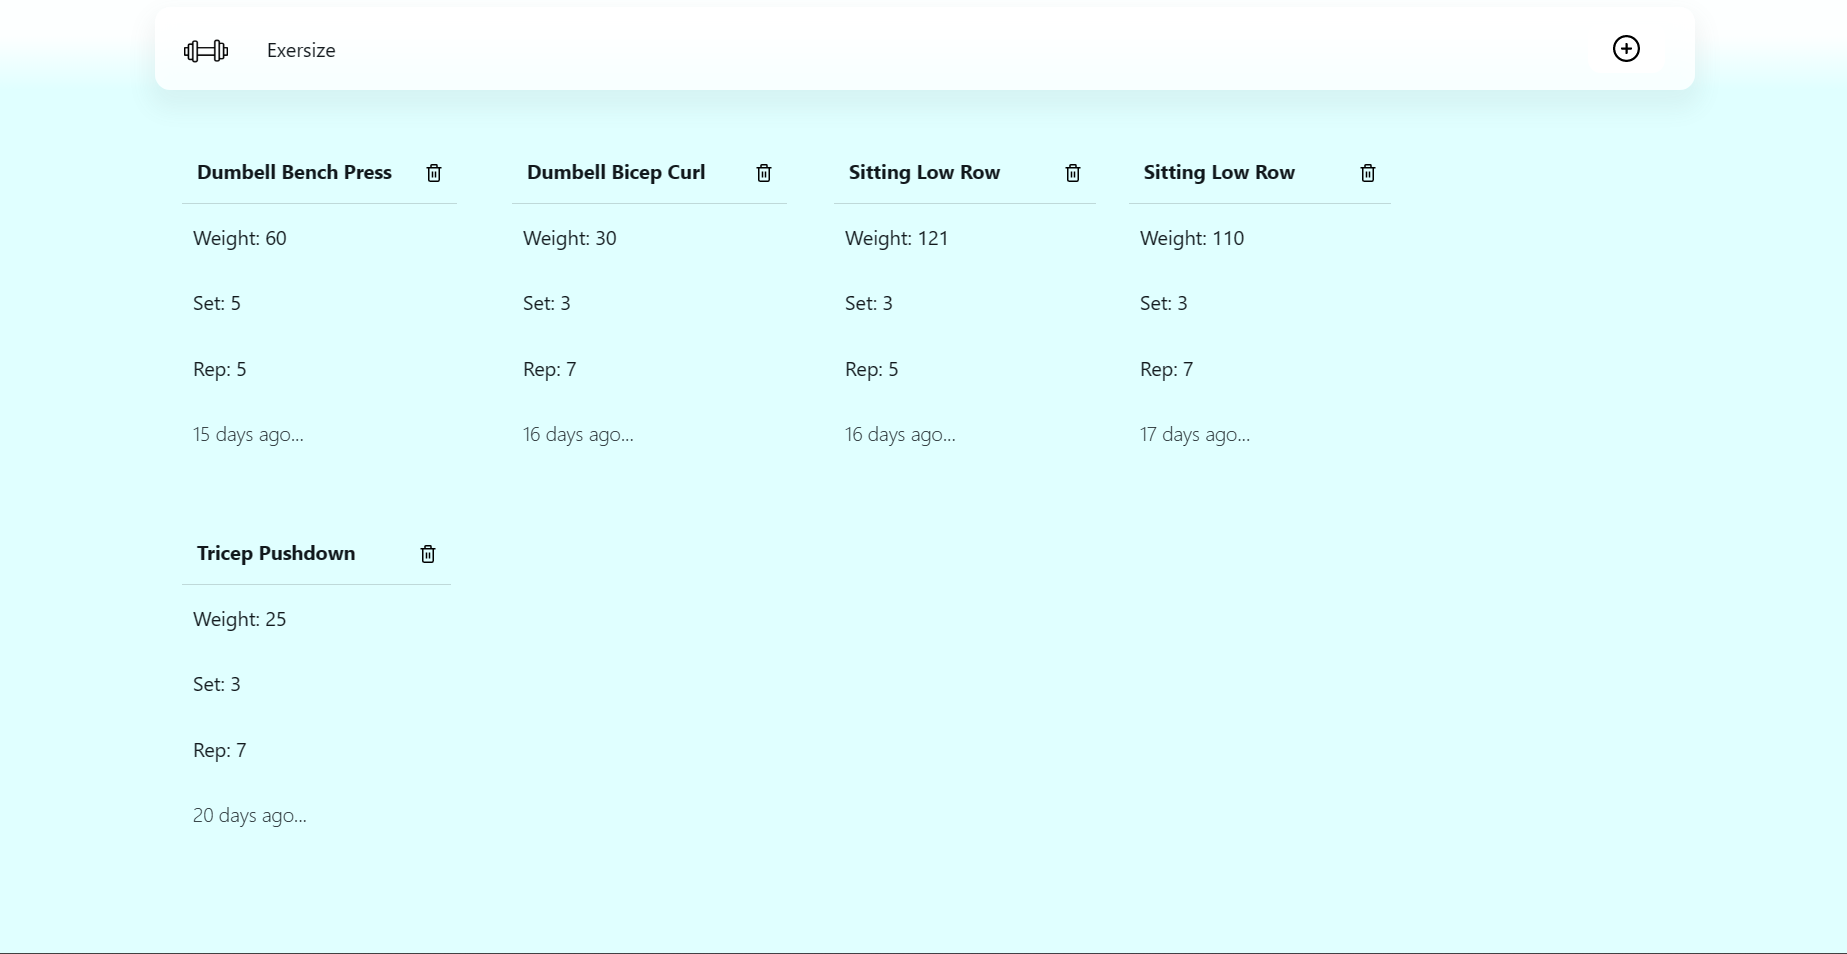 Exersize
Dumbell Bench Press
Weight: 60
Set: 5
Rep: 5
15 days ago...
Dumbell Bicep Curl
Weight: 30
Set: 3
Rep: 7
16 days ago...
Sitting Low Row
Weight: 121
Set: 3
Rep: 5
16 days ago...
Sitting Low Row
Weight: 110
Set: 3
Rep: 7
17 days ago...
Tricep Pushdown
Weight: 25
Set: 3
Rep: 7
20 days ago...